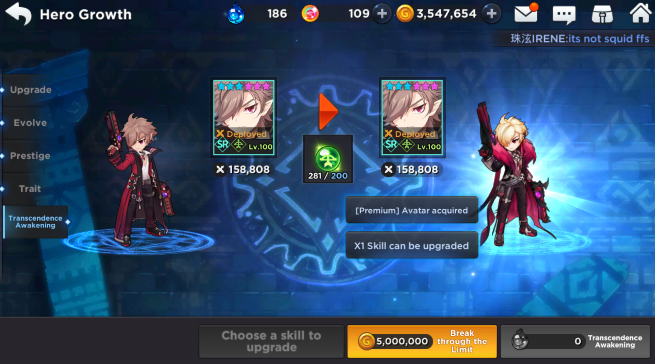 Hero Growth
186
109
3,547,654
珠泫IRENE:its not squid ffs
Upgrade
Evolve
Prestige
Trait
Transcendence
Awakening
Deployed
SR Lv.100
158,808
281 / 200
Deployed
SR Lv.100
158,808
[Premium] Avatar acquired
X1 Skill can be upgraded
Choose a skill to
upgrade
G 5,000,000
Break
through the
Limit
0
Transcendence
Awakening